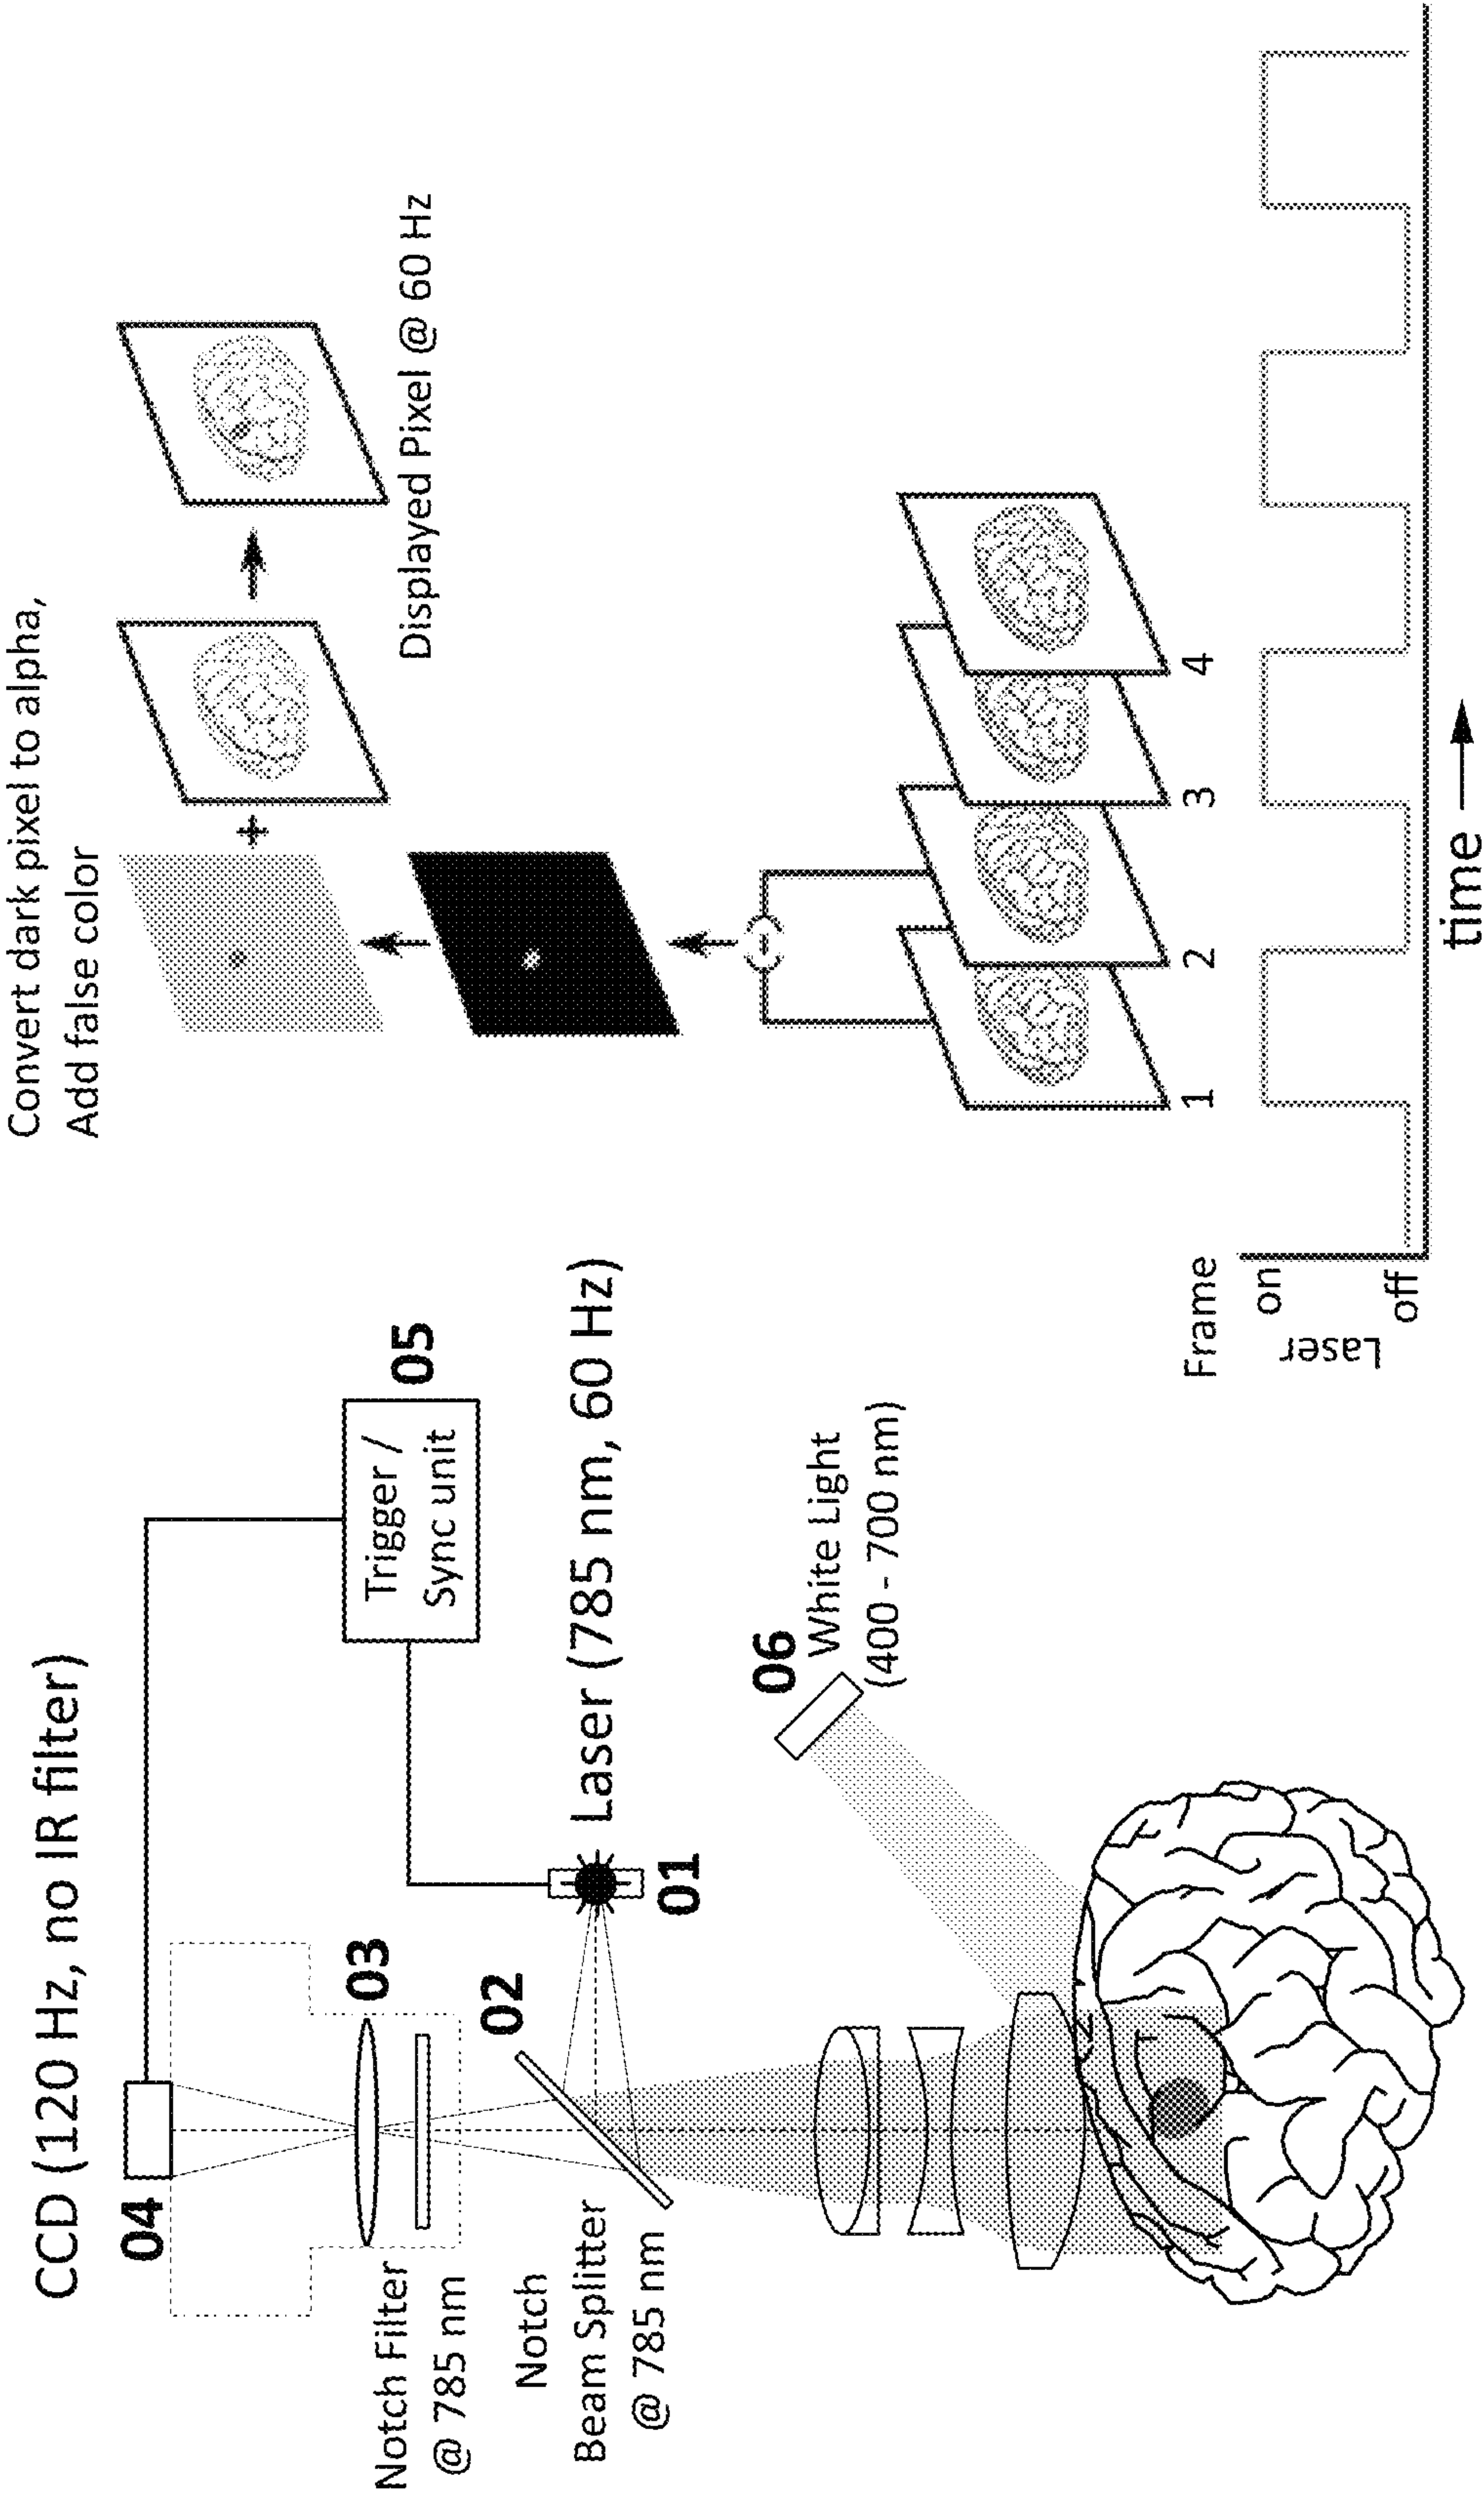 CCD (120 Hz, no IR filter)
04
03
Notch Filter
@ 785 nm
02
Notch
Beam Splitter
@ 785 nm
Trigger /
Sync unit
05
Laser (785 nm, 60 Hz)
01
06
White Light
(400 - 700 nm)
Convert dark pixel to alpha,
Add false color
+
Displayed Pixel @ 60 Hz
(-)
Frame
1
2
3
4
Laser
on
off
time